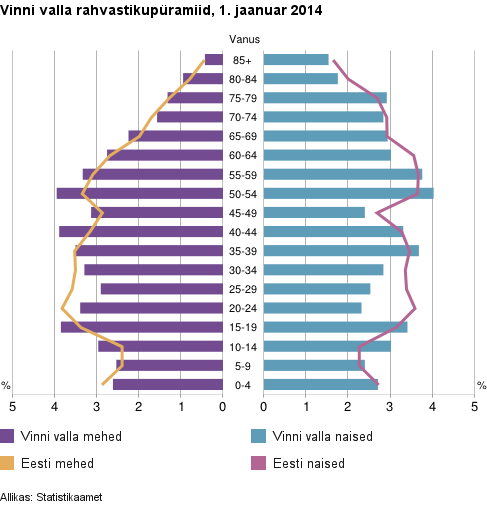 Vinni valla rahvastikupüramiid, 1. jaanuar 2014
Vanus
85+
80-84
75-79
70-74
65-69
60-64
55-59
50-54
45-49
40-44
35-39
30-34
25-29
20-24
15-19
10-14
5-9
% 0-4 %
5 4 3 2 1 0 0 1 2 3 4 5
Vinni valla mehed Vinni valla naised
Eesti mehed Eesti naised
Allikas: Statistikaamet